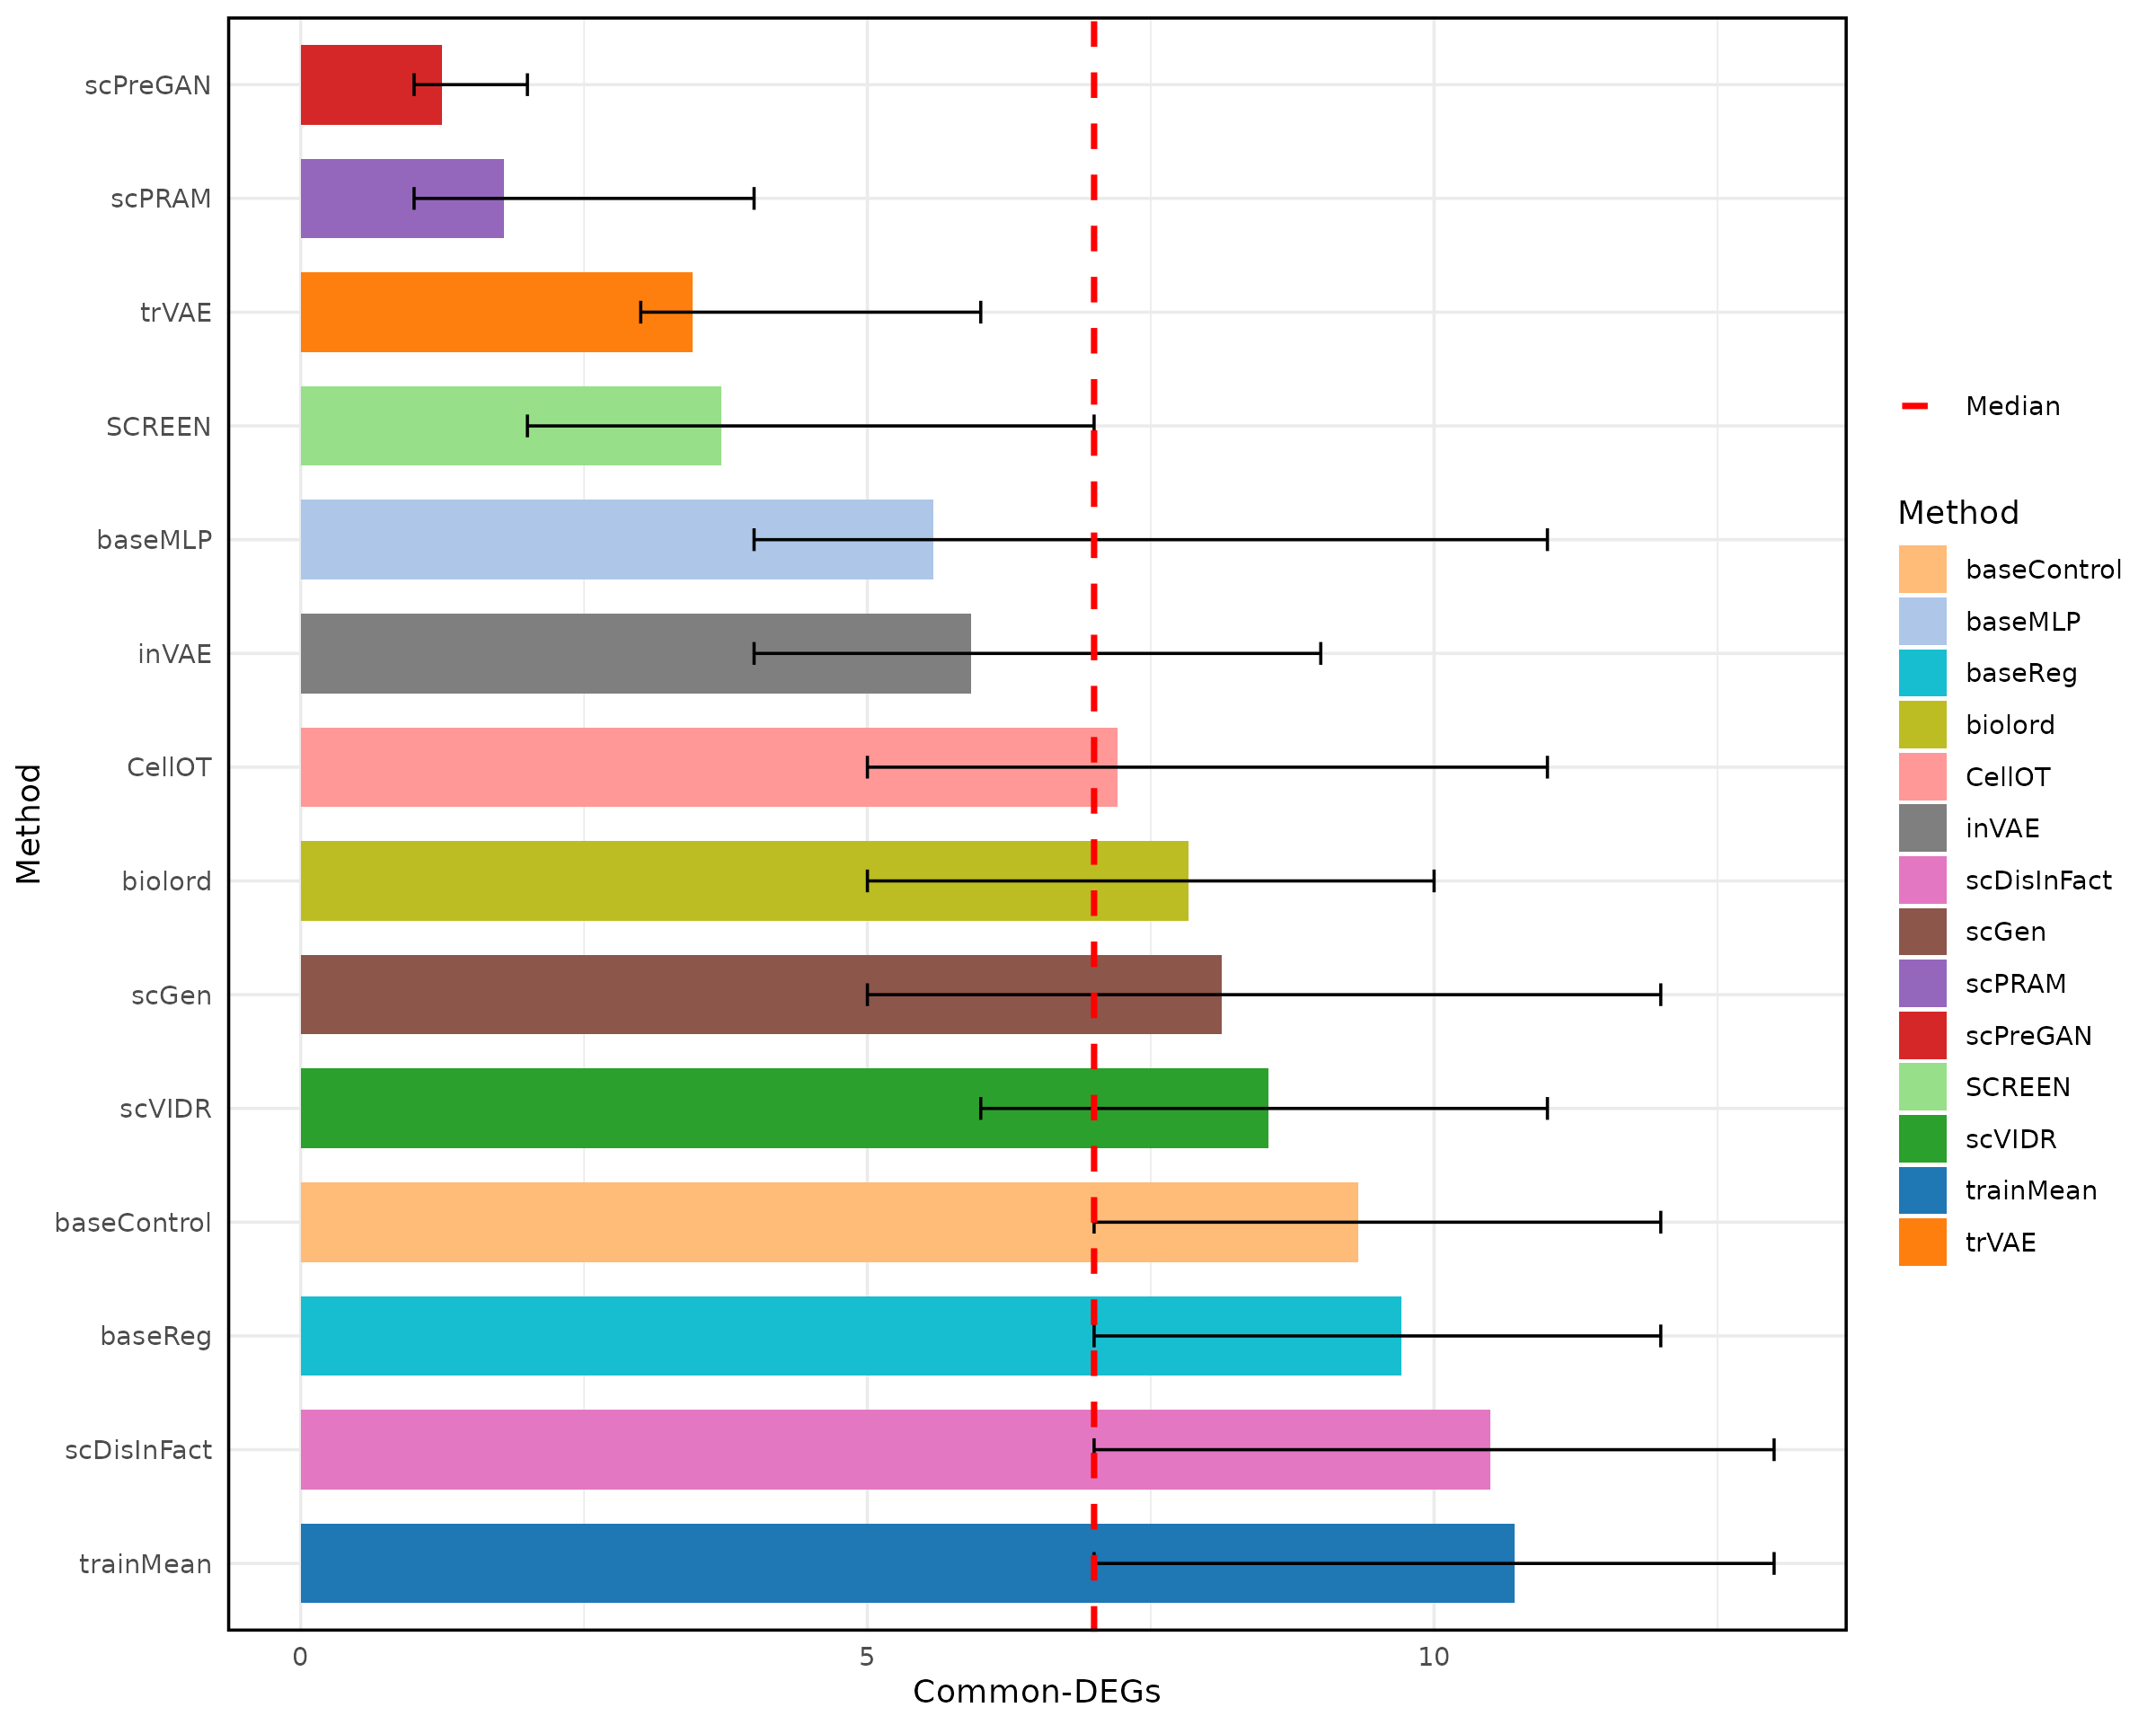 scPreGAN
scPRAM
trVAE
SCREEN
baseMLP
inVAE
CellOT
biolord
scGen
scVIDR
baseControl
baseReg
scDisInFact
trainMean
Method
0 5 10
Common-DEGs
Median
Method
baseControl
baseMLP
baseReg
biolord
CellOT
inVAE
scDisInFact
scGen
scPRAM
scPreGAN
SCREEN
scVIDR
trainMean
trVAE